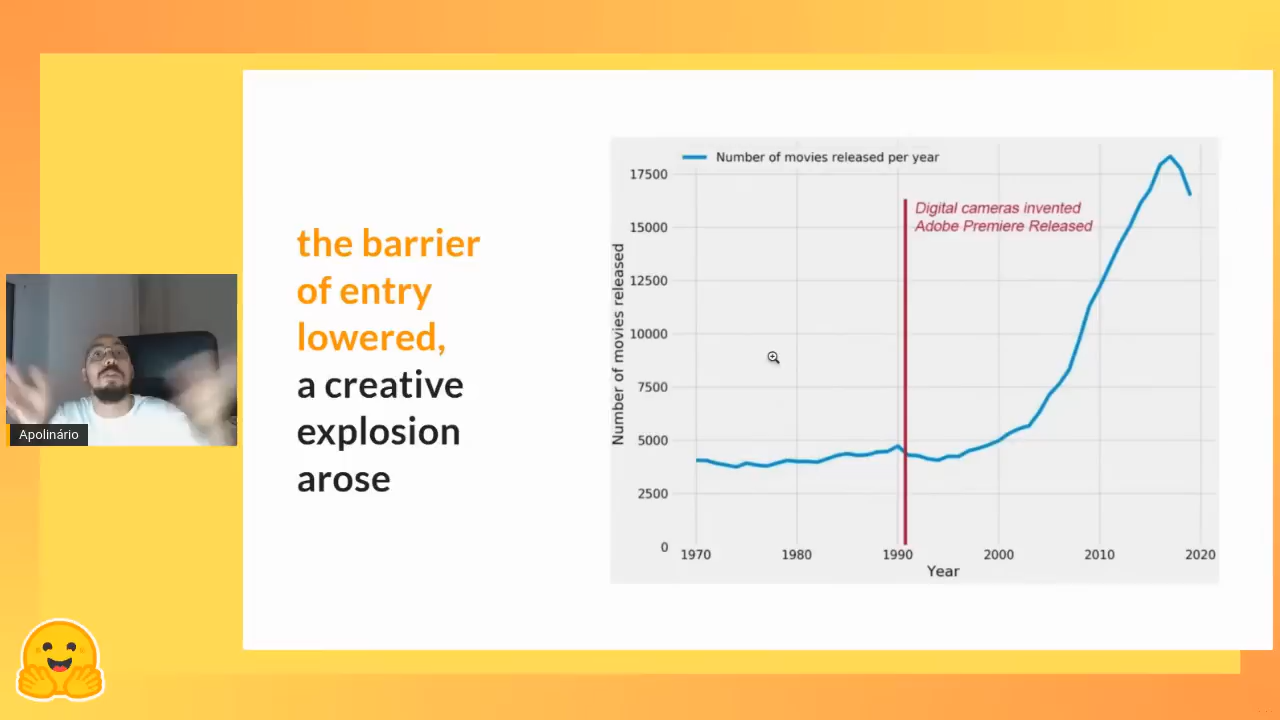 the barrier
of entry
lowered,
a creative
explosion
arose
Apolinário
Number of movies released per year
Digital cameras invented
Adobe Premiere Released
Number of movies released
17500
15000
12500
10000
7500
5000
2500
0
1970 1980 1990 2000 2010 2020
Year